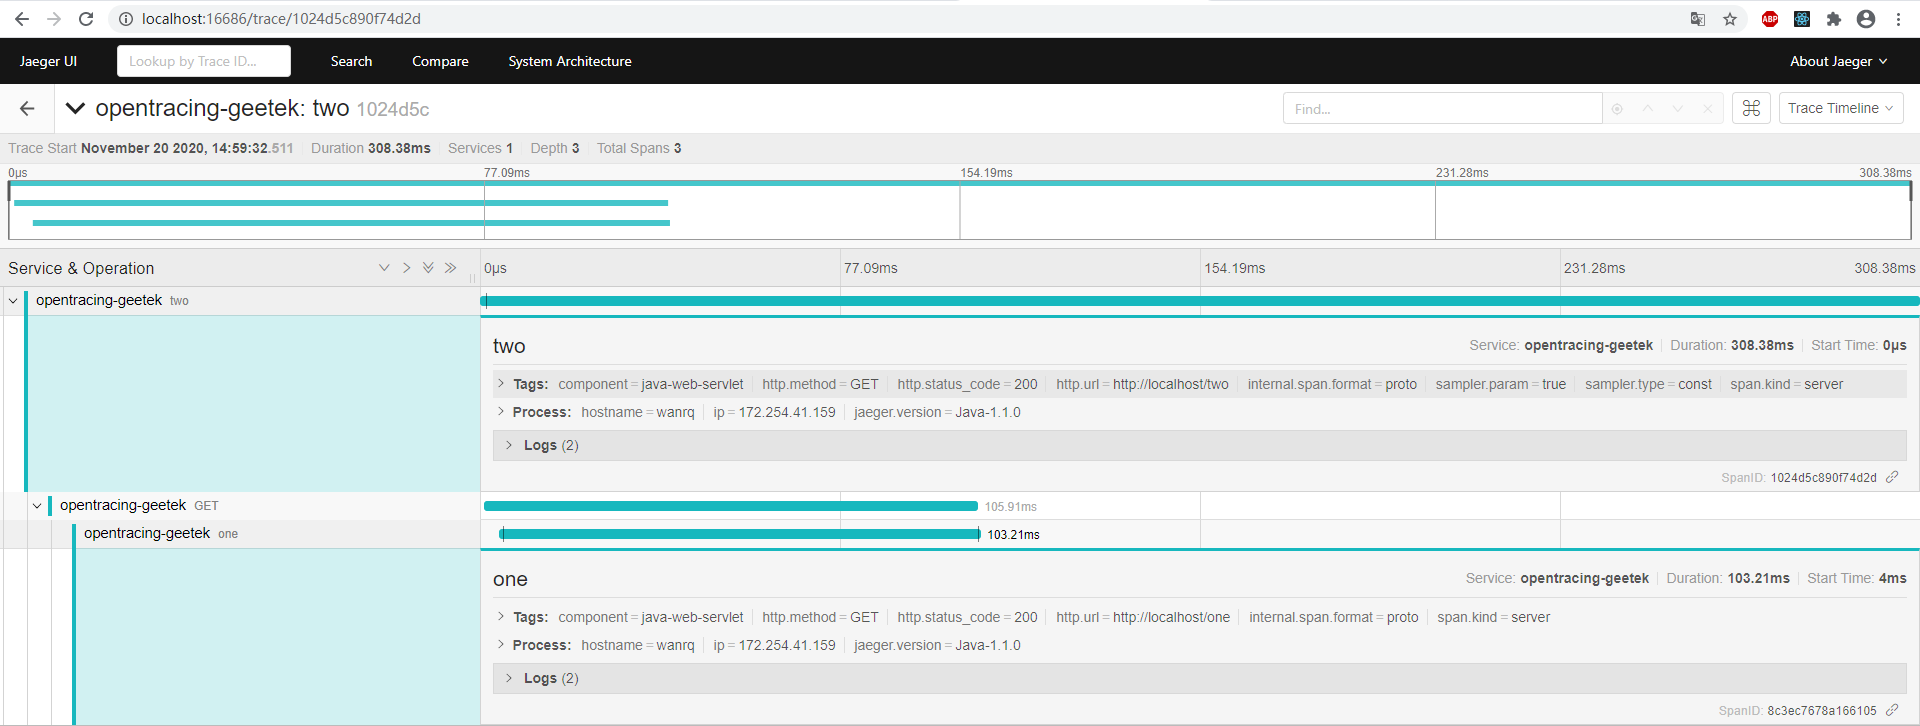 localhost:16686/trace/1024d5c890f74d2d
ABP
Jaeger UI Lookup by Trace ID... Search Compare System Architecture About Jaeger
opentracing-geetek: two 1024d5c Find... ⌘ Trace Timeline
Trace Start November 20 2020, 14:59:32.511 Duration 308.38ms Services 1 Depth 3 Total Spans 3
0μs 77.09ms 154.19ms 231.28ms 308.38ms
Service & Operation 0μs 77.09ms 154.19ms 231.28ms 308.38ms
opentracing-geetek two
two Service: opentracing-geetek Duration: 308.38ms Start Time: 0μs
Tags: component = java-web-servlet http.method = GET http.status_code = 200 http.url = http://localhost/two internal.span.format = proto sampler.param = true sampler.type = const span.kind = server
Process: hostname = wanrq ip = 172.254.41.159 jaeger.version = Java-1.1.0
Logs (2)
SpanID: 1024d5c890f74d2d
opentracing-geetek GET 105.91ms
opentracing-geetek one 103.21ms
one Service: opentracing-geetek Duration: 103.21ms Start Time: 4ms
Tags: component = java-web-servlet http.method = GET http.status_code = 200 http.url = http://localhost/one internal.span.format = proto span.kind = server
Process: hostname = wanrq ip = 172.254.41.159 jaeger.version = Java-1.1.0
Logs (2)
SpanID: 8c3ec7678a166105